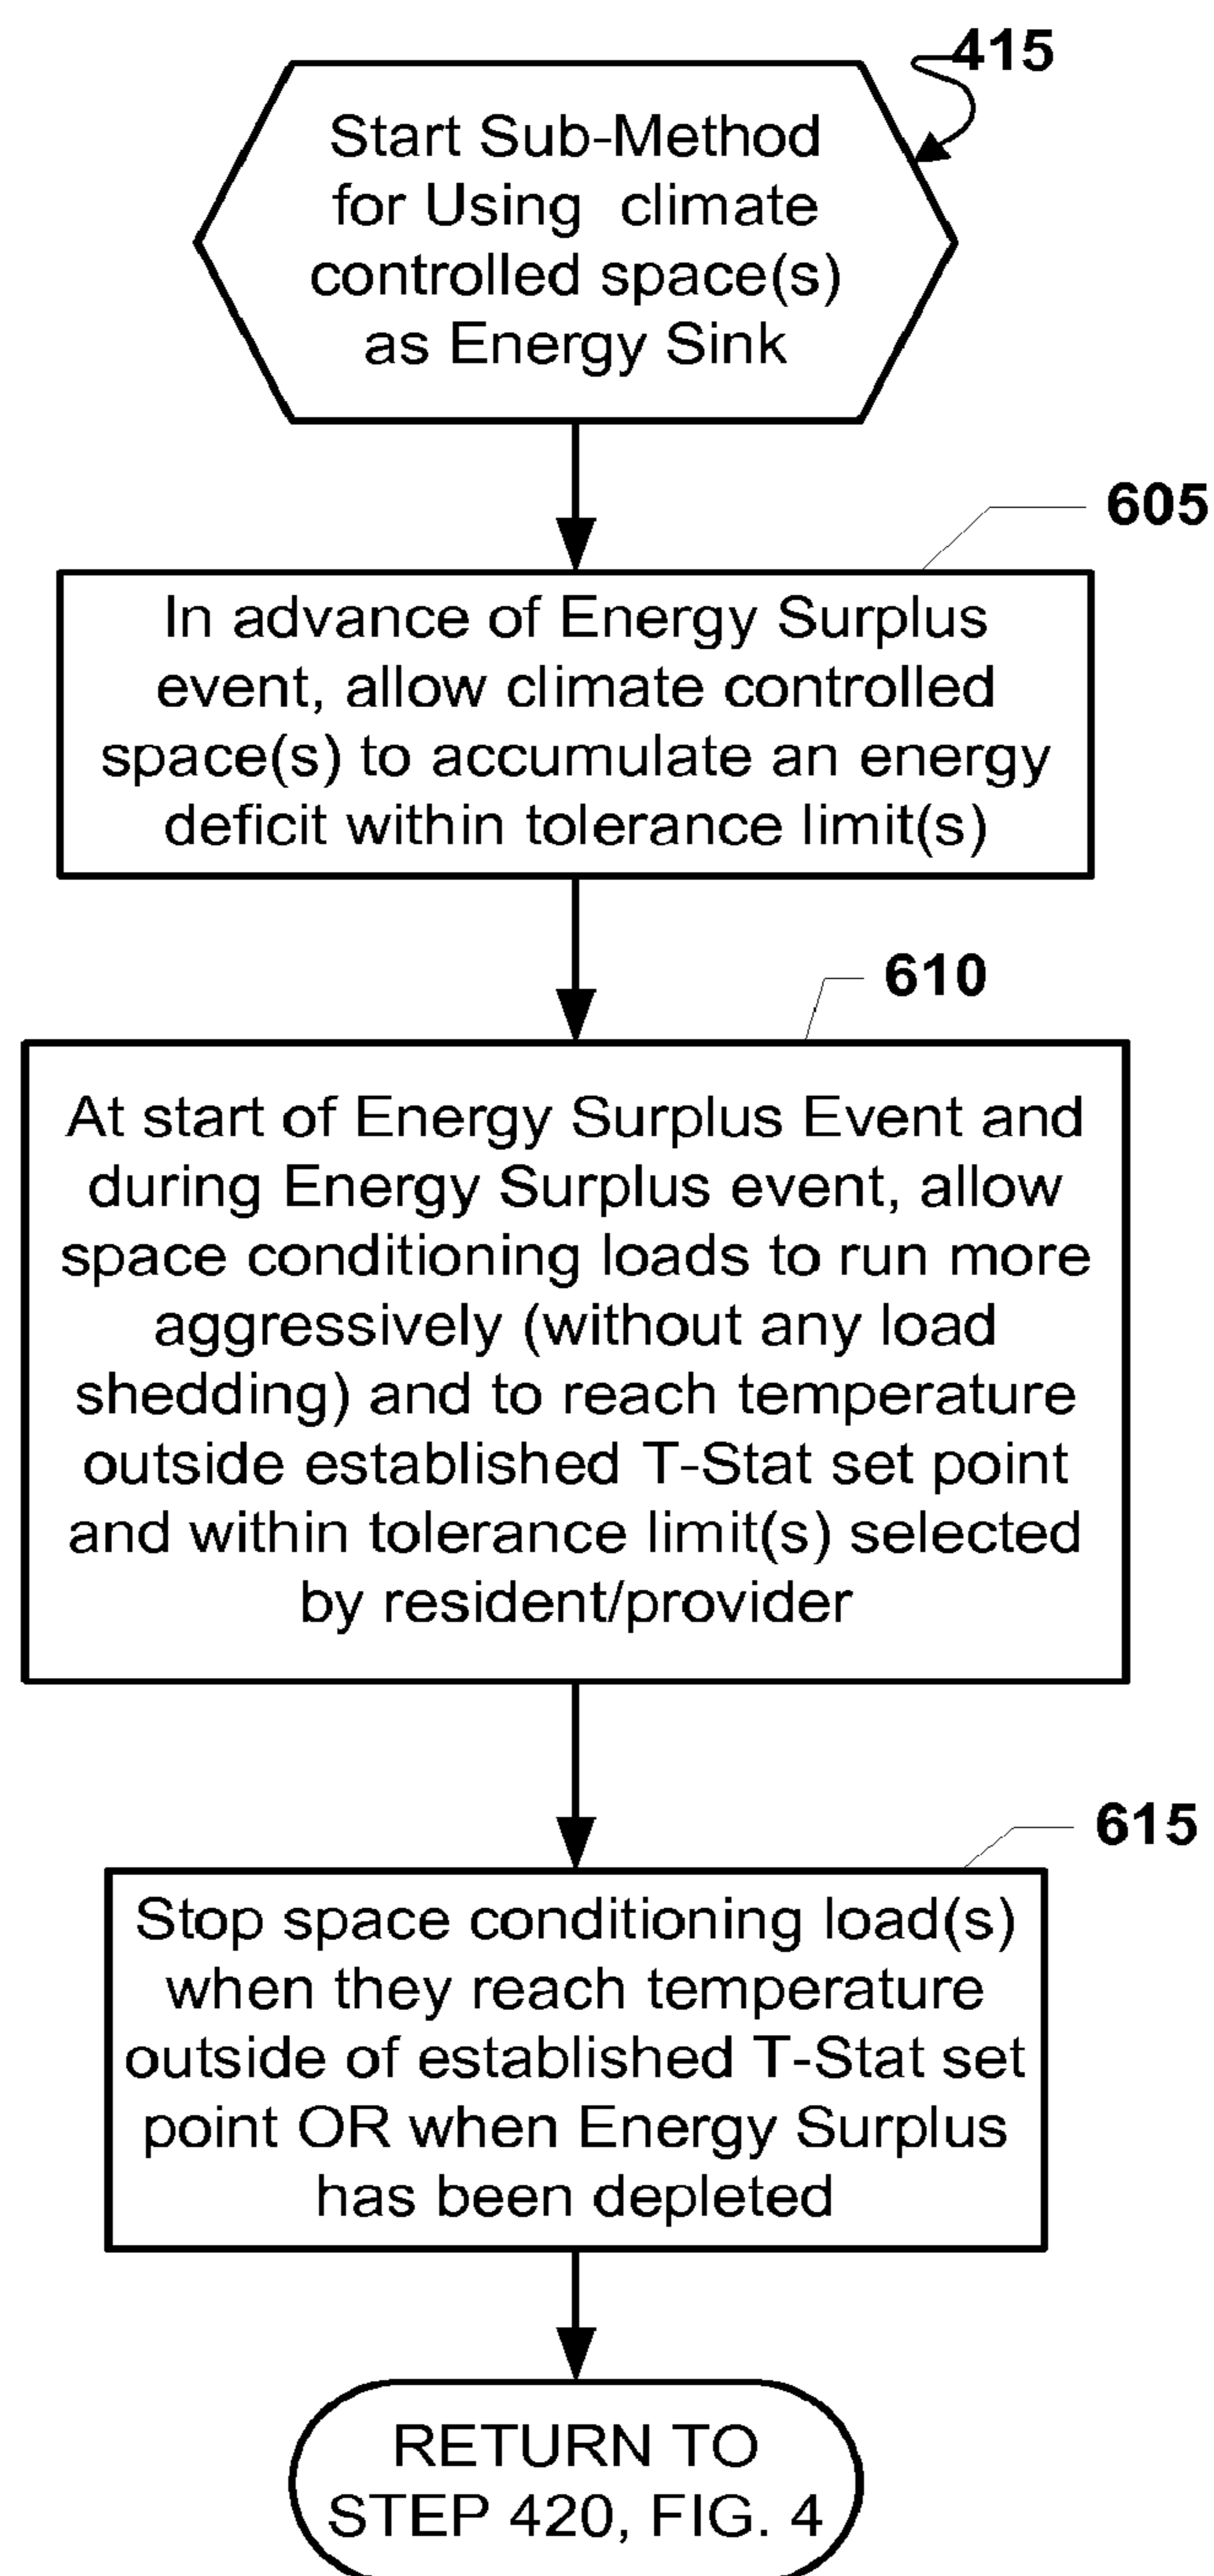 415
Start Sub-Method
for Using climate
controlled space(s)
as Energy Sink
605
In advance of Energy Surplus
event, allow climate controlled
space(s) to accumulate an energy
deficit within tolerance limit(s)
610
At start of Energy Surplus Event and
during Energy Surplus event, allow
space conditioning loads to run more
aggressively (without any load
shedding) and to reach temperature
outside established T-Stat set point
and within tolerance limit(s) selected
by resident/provider
615
Stop space conditioning load(s)
when they reach temperature
outside of established T-Stat set
point OR when Energy Surplus
has been depleted
RETURN TO
STEP 420, FIG. 4